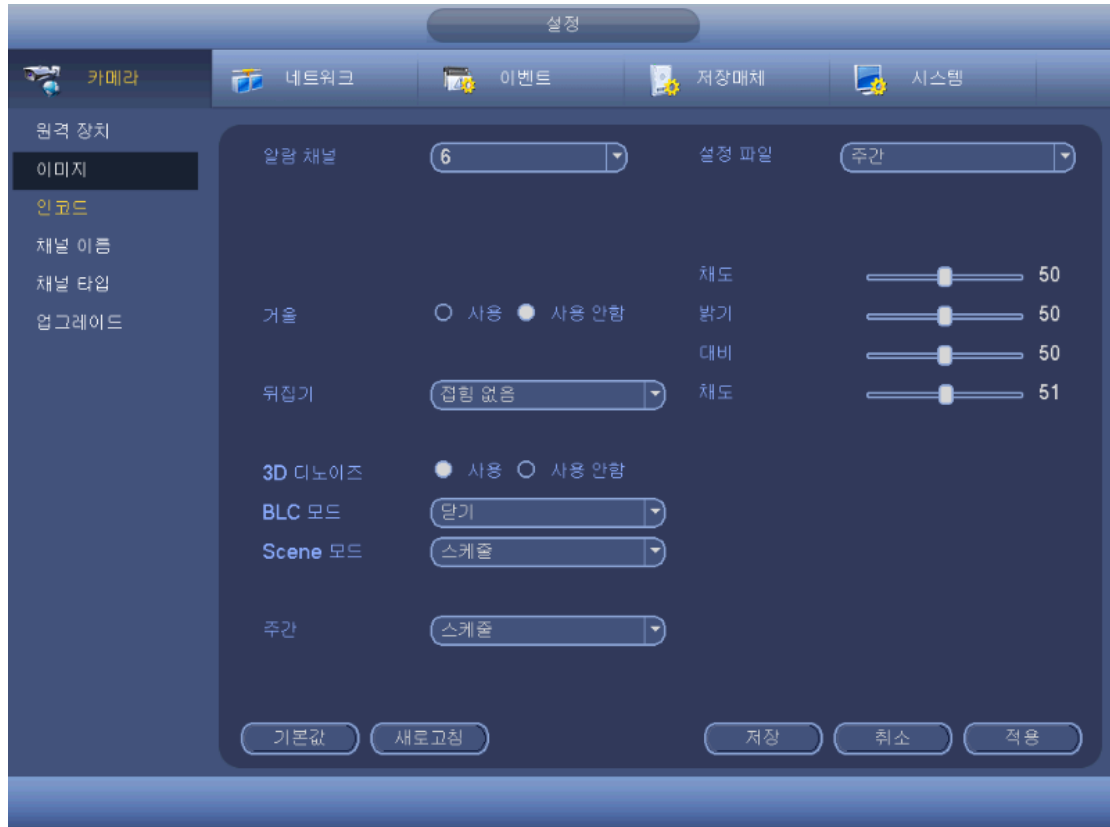 설정
카메라 네트워크 이벤트 저장매체 시스템
원격 장치
이미지
인코드
채널 이름
채널 타입
업그레이드
알람 채널 6 설정 파일 주간
채도 50
거울 사용 사용 안함 밝기 50
대비 50
뒤집기 접힘 없음 채도 51
3D 디노이즈 사용 사용 안함
BLC 모드 닫기
Scene 모드 스케줄
주간 스케줄
기본값 새로고침 저장 취소 적용